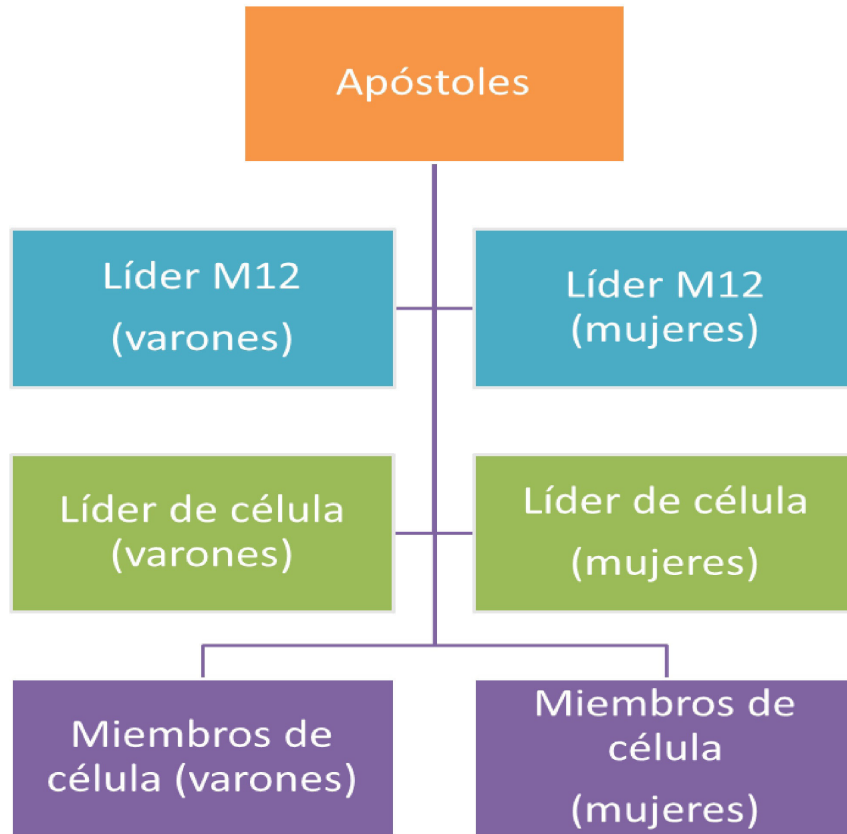 Apóstoles
Líder M12
(varones)
Líder M12
(mujeres)
Líder de célula
(varones)
Líder de célula
(mujeres)
Miembros de
célula (varones)
Miembros de
célula
(mujeres)